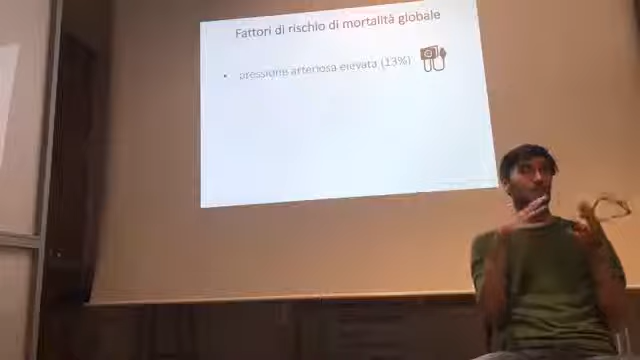 Fattori di rischio di mortalità globale
• pressione arteriosa elevata (13%)